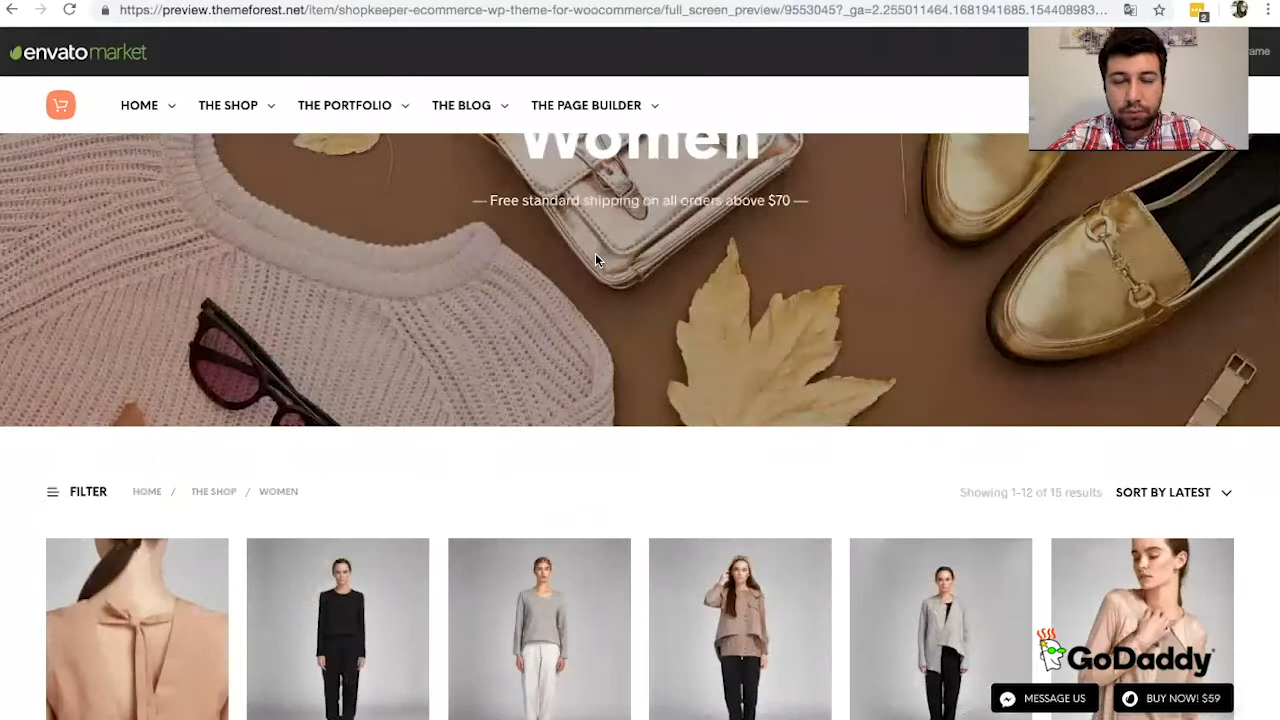 https://preview.themeforest.net/item/shopkeeper-ecommerce-wp-theme-for-woocommerce/full_screen_preview/9553045?_ga=2.255011464.1681941685.154408983...
2
envatomarket
HOME THE SHOP THE PORTFOLIO THE BLOG THE PAGE BUILDER
Women
— Free standard shipping on all orders above $70 —
FILTER HOME / THE SHOP / WOMEN
Showing 1-12 of 15 results SORT BY LATEST
GoDaddy
MESSAGE US BUY NOW! $59